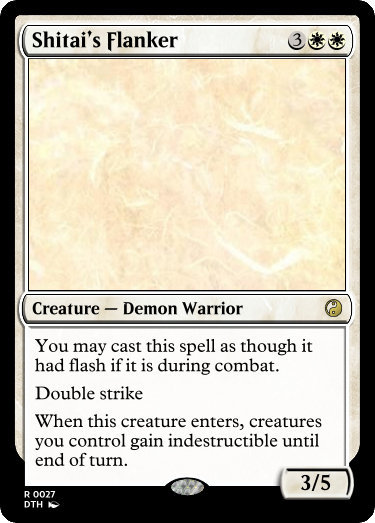 Shitai's Flanker 3
Creature — Demon Warrior
You may cast this spell as though it
had flash if it is during combat.
Double strike
When this creature enters, creatures
you control gain indestructible until
end of turn.
3/5
R 0027
DTH